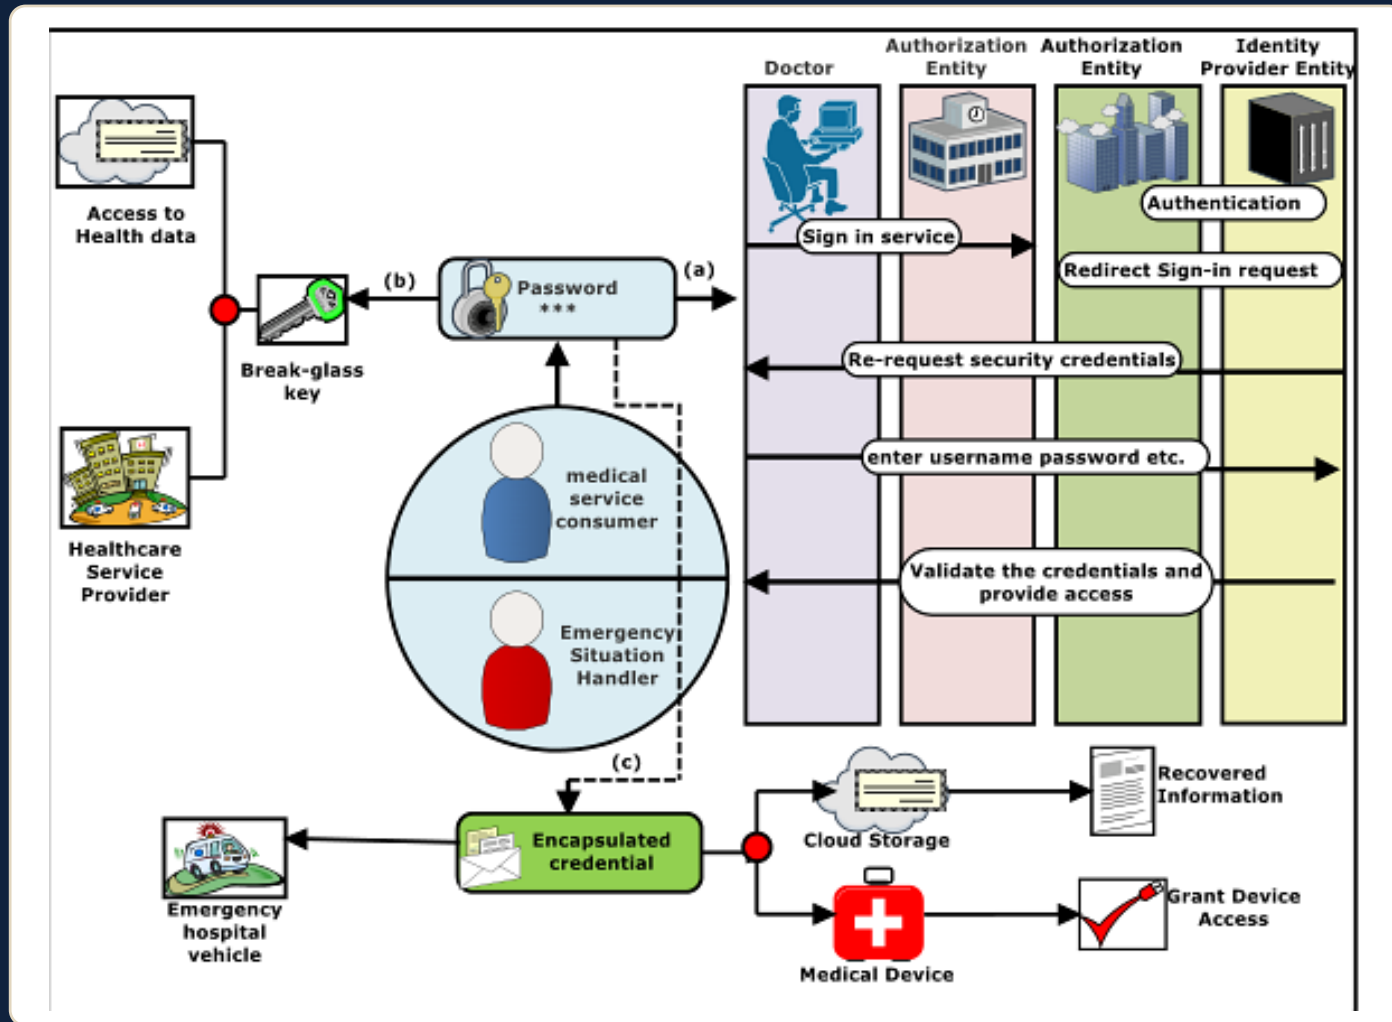 Doctor
Authorization
Entity
Authorization
Entity
Identity
Provider Entity
Access to
Health data
Authentication
Sign in service
Redirect Sign-in request
(b)
(a)
Password
***
Break-glass
key
Re-request security credentials
enter username password etc.
medical
service
consumer
Healthcare
Service
Provider
Validate the credentials and
provide access
Emergency
Situation
Handler
(c)
Recovered
Information
Cloud Storage
Encapsulated
credential
Emergency
hospital
vehicle
Grant Device
Access
Medical Device